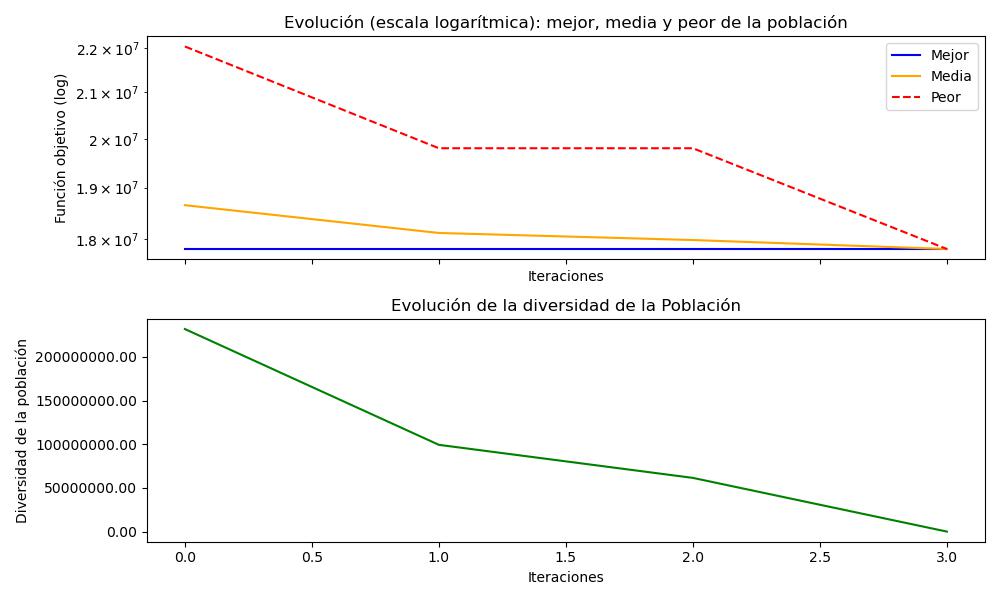 Evolución (escala logarítmica): mejor, media y peor de la población
Función objetivo (log)
2.2 × 10⁷
2.1 × 10⁷
2 × 10⁷
1.9 × 10⁷
1.8 × 10⁷
Mejor
Media
Peor
Iteraciones
Evolución de la diversidad de la Población
Diversidad de la población
200000000.00
150000000.00
100000000.00
50000000.00
0.00
0.0 0.5 1.0 1.5 2.0 2.5 3.0
Iteraciones